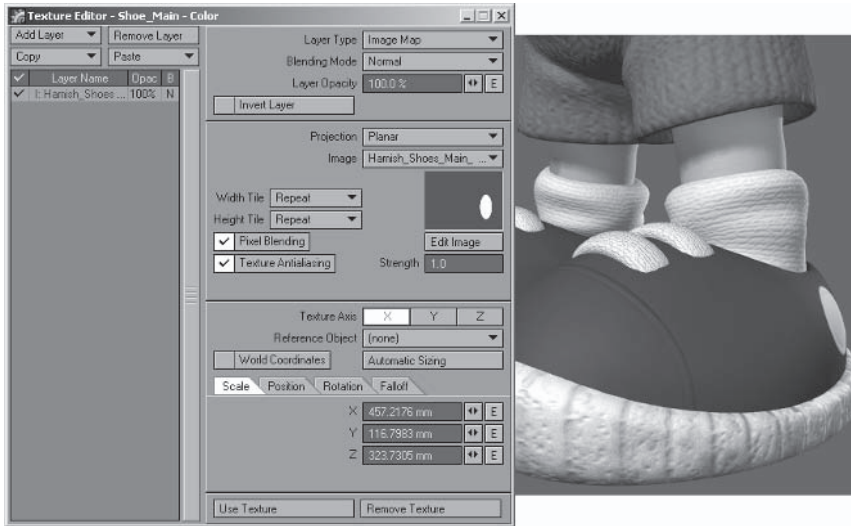 Texture Editor - Shoe_Main - Color
Add Layer
Remove Layer
Copy
Paste
Layer Name Opac B
I: Hamish_Shoes ... 100% N
Layer Type Image Map
Blending Mode Normal
Layer Opacity 100.0 % E
Invert Layer
Projection Planar
Image Hamish_Shoes_Main_ ...
Width Tile Repeat
Height Tile Repeat
Pixel Blending
Edit Image
Texture Antialiasing
Strength 1.0
Texture Axis X Y Z
Reference Object (none)
World Coordinates
Automatic Sizing
Scale Position Rotation Falloff
X 457.2176 mm E
Y 116.7983 mm E
Z 323.7305 mm E
Use Texture
Remove Texture